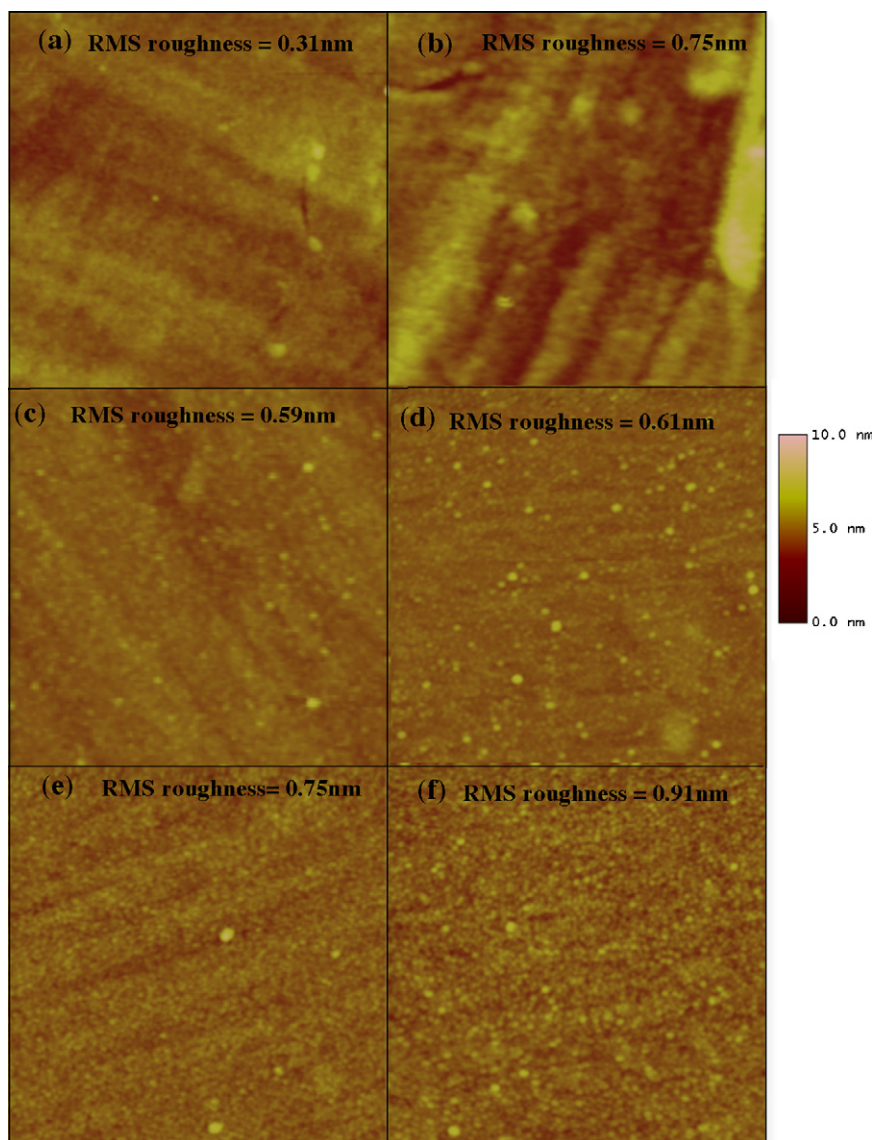 (a) RMS roughness = 0.31nm
(b) RMS roughness = 0.75nm
(c) RMS roughness = 0.59nm
(d) RMS roughness = 0.61nm
10.0 nm
5.0 nm
0.0 nm
(e) RMS roughness= 0.75nm
(f) RMS roughness = 0.91nm